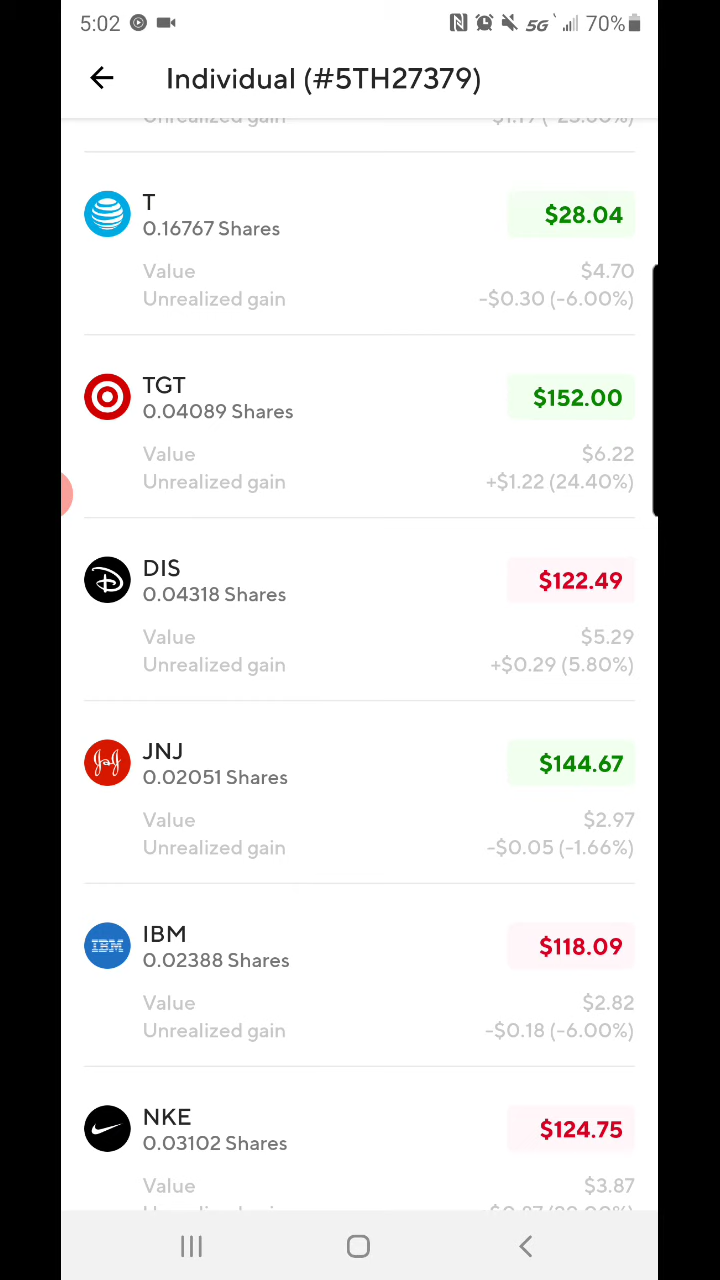 5:02 5G 70%
Individual (#5TH27379)
Unrealized gain
T $28.04
0.16767 Shares
Value $4.70
Unrealized gain -$0.30 (-6.00%)
TGT $152.00
0.04089 Shares
Value $6.22
Unrealized gain +$1.22 (24.40%)
DIS $122.49
0.04318 Shares
Value $5.29
Unrealized gain +$0.29 (5.80%)
JNJ $144.67
0.02051 Shares
Value $2.97
Unrealized gain -$0.05 (-1.66%)
IBM $118.09
0.02388 Shares
Value $2.82
Unrealized gain -$0.18 (-6.00%)
NKE $124.75
0.03102 Shares
Value $3.87